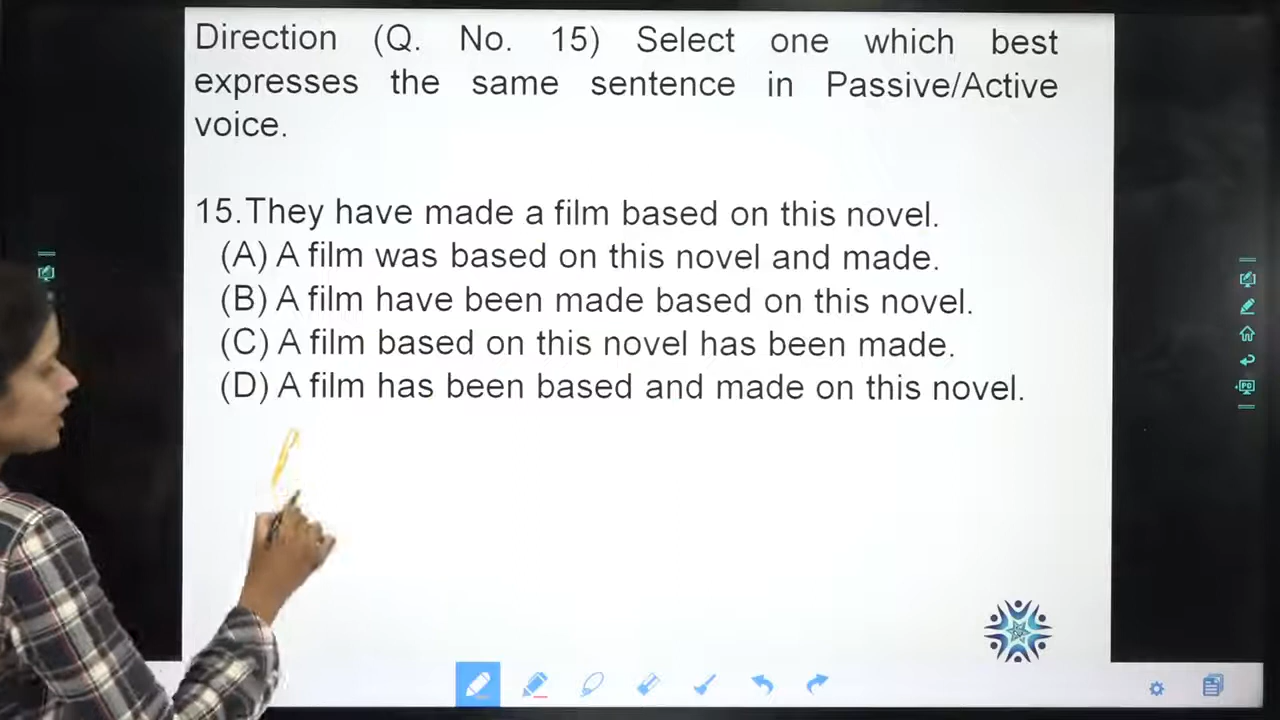 Direction (Q. No. 15) Select one which best
expresses the same sentence in Passive/Active
voice.
15.They have made a film based on this novel.
(A) A film was based on this novel and made.
(B) A film have been made based on this novel.
(C) A film based on this novel has been made.
(D) A film has been based and made on this novel.